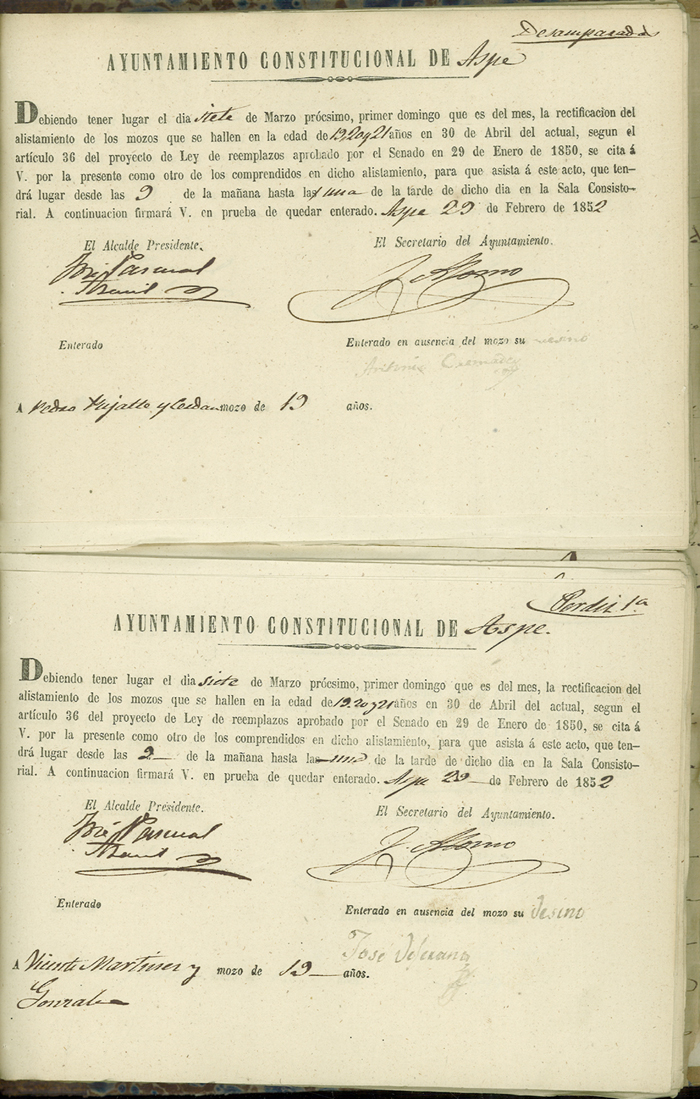 Desamparados
AYUNTAMIENTO CONSTITUCIONAL DE Aspe
Debiendo tener lugar el dia siete de Marzo prócsimo, primer domingo que es del mes, la rectificacion del
alistamiento de los mozos que se hallen en la edad de 19 20 y 21 años en 30 de Abril del actual, segun el
artículo 36 del proyecto de Ley de reemplazos aprobado por el Senado en 29 de Enero de 1850, se cita á
V. por la presente como otro de los comprendidos en dicho alistamiento, para que asista á este acto, que ten-
drá lugar desde las 9 de la mañana hasta la una de la tarde de dicho dia en la Sala Consisto-
rial. A continuacion firmará V. en prueba de quedar enterado. Aspe 29 de Febrero de 1852
El Alcalde Presidente. El Secretario del Ayuntamiento.
José Pascual
Enterado Enterado en ausencia del mozo su vesino
Antonio
A Pedro y mozo de 19 años.
Aspe.
AYUNTAMIENTO CONSTITUCIONAL DE
Debiendo tener lugar el dia siete de Marzo prócsimo, primer domingo que es del mes, la rectificacion del
alistamiento de los mozos que se hallen en la edad de 19 20 y 21 años en 30 de Abril del actual, segun el
artículo 36 del proyecto de Ley de reemplazos aprobado por el Senado en 29 de Enero de 1850, se cita á
V. por la presente como otro de los comprendidos en dicho alistamiento, para que asista á este acto, que ten-
drá lugar desde las 9 de la mañana hasta la una de la tarde de dicho dia en la Sala Consisto-
rial. A continuacion firmará V. en prueba de quedar enterado. Aspe 29 de Febrero de 1852
El Alcalde Presidente. El Secretario del Ayuntamiento.
José Pascual
Enterado Enterado en ausencia del mozo su vesino
Jose
A Vicente Martinez y mozo de 19 años.
Gonzalez